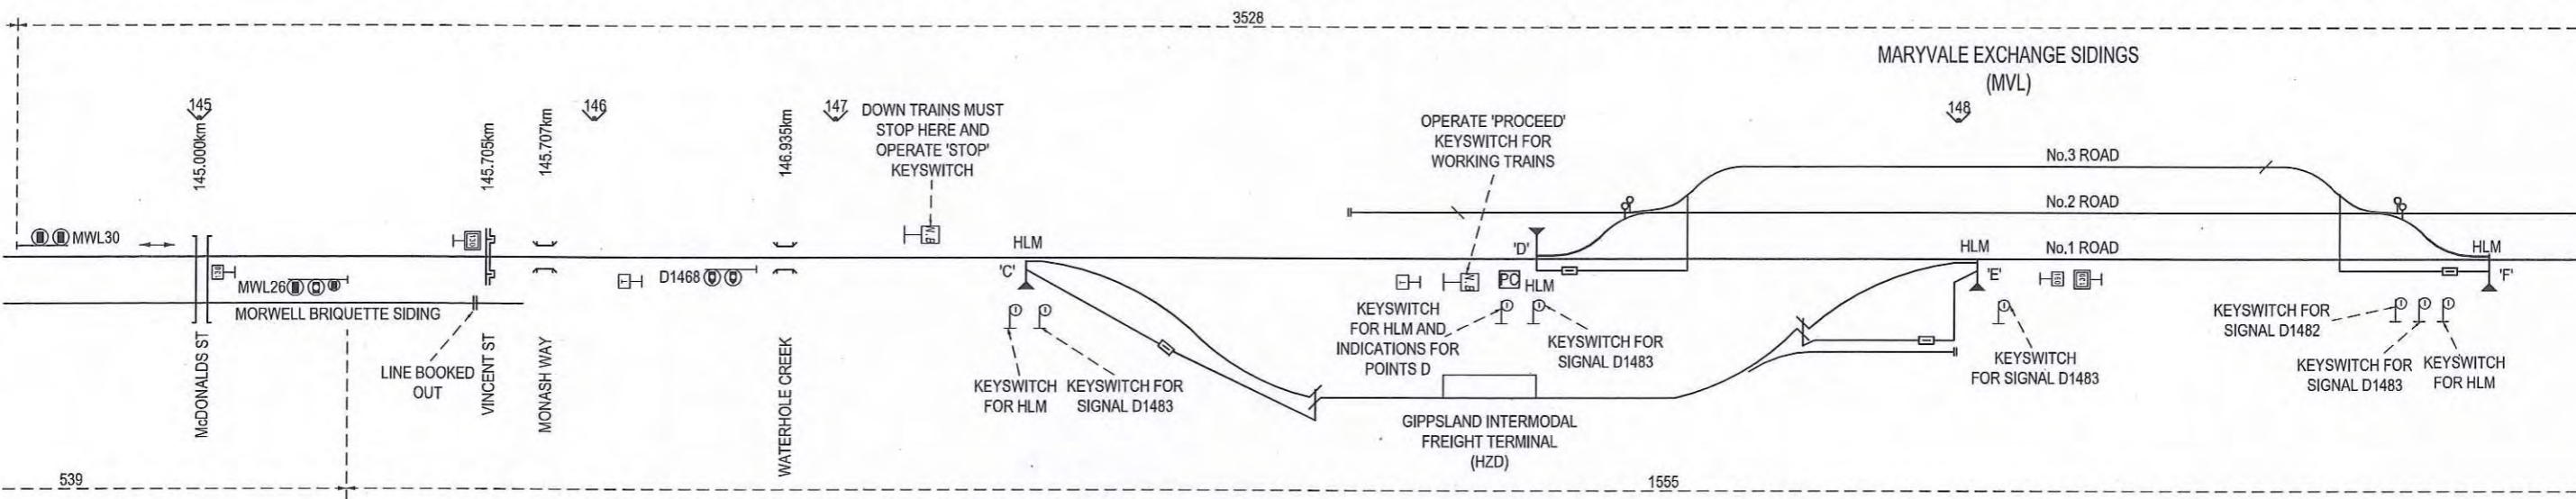 3528
MARYVALE EXCHANGE SIDINGS
(MVL)
145
146
147
148
145.000km
145.705km
145.707km
146.935km
DOWN TRAINS MUST
STOP HERE AND
OPERATE 'STOP'
KEYSWITCH
OPERATE 'PROCEED'
KEYSWITCH FOR
WORKING TRAINS
No.3 ROAD
No.2 ROAD
No.1 ROAD
MWL30
HLM
'C'
'D'
HLM
'E'
HLM
'F'
MWL26
D1468
PC
HLM
MORWELL BRIQUETTE SIDING
McDONALDS ST
LINE BOOKED
OUT
VINCENT ST
MONASH WAY
WATERHOLE CREEK
KEYSWITCH
FOR HLM
KEYSWITCH FOR
SIGNAL D1483
KEYSWITCH
FOR HLM AND
INDICATIONS FOR
POINTS D
KEYSWITCH FOR
SIGNAL D1483
KEYSWITCH
FOR SIGNAL D1483
KEYSWITCH FOR
SIGNAL D1482
KEYSWITCH FOR
SIGNAL D1483
KEYSWITCH
FOR HLM
GIPPSLAND INTERMODAL
FREIGHT TERMINAL
(HZD)
539
1555